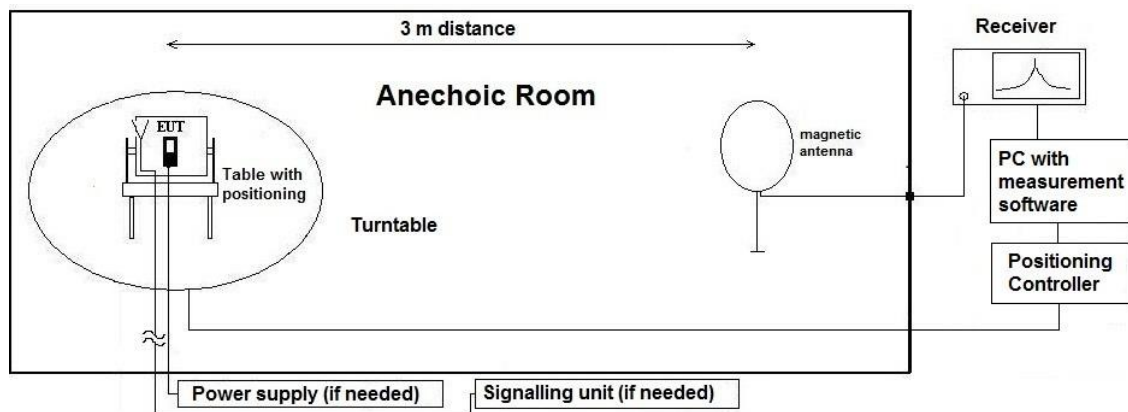 3 m distance
Receiver
Anechoic Room
EUT
magnetic
antenna
Table with
positioning
PC with
measurement
software
Turntable
Positioning
Controller
Power supply (if needed)
Signalling unit (if needed)